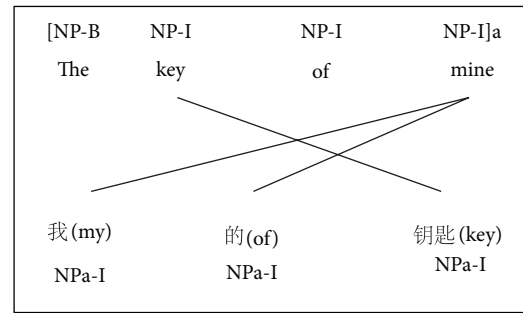 [NP-B NP-I NP-I NP-I]a
The key of mine
我(my) 的(of) 钥匙(key)
NPa-I NPa-I NPa-I